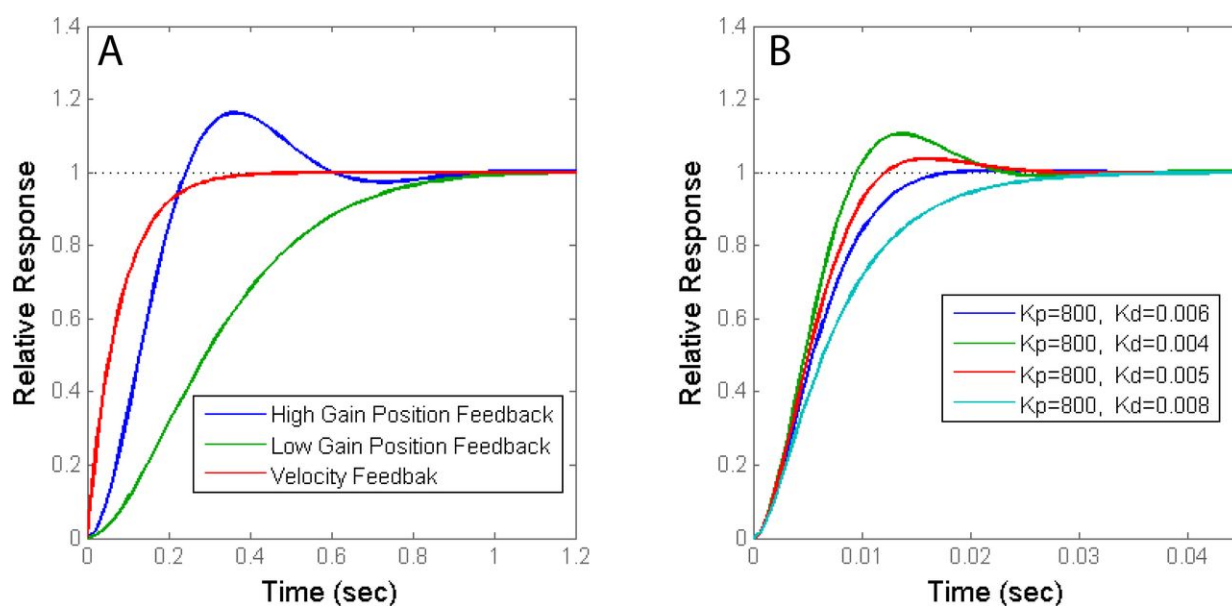 A
Relative Response
1.4
1.2
1
0.8
0.6
0.4
0.2
0
High Gain Position Feedback
Low Gain Position Feedback
Velocity Feedbak
0 0.2 0.4 0.6 0.8 1 1.2
Time (sec)
B
Relative Response
1.4
1.2
1
0.8
0.6
0.4
0.2
0
Kp=800, Kd=0.006
Kp=800, Kd=0.004
Kp=800, Kd=0.005
Kp=800, Kd=0.008
0 0.01 0.02 0.03 0.04
Time (sec)